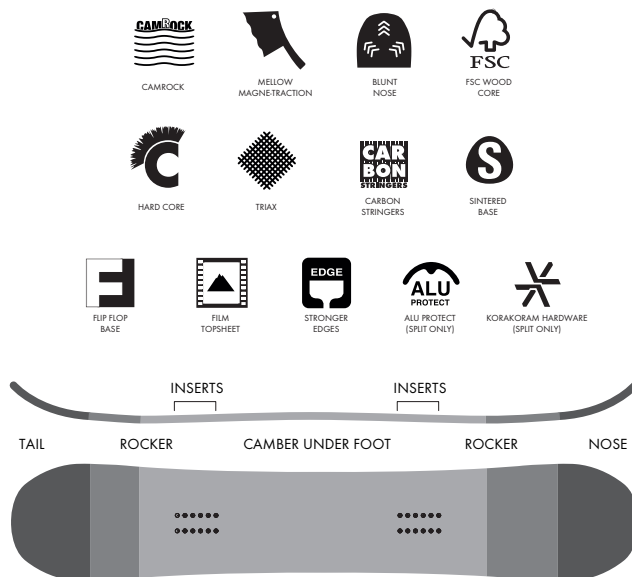 CAMROCK
FSC
CAMROCK
MELLOW
MAGNE-TRACTION
BLUNT
NOSE
FSC WOOD
CORE
C
CAR
BON
STRINGERS
S
HARD CORE
TRIAX
CARBON
STRINGERS
SINTERED
BASE
F
EDGE
ALU
PROTECT
FLIP FLOP
BASE
FILM
TOPSHEET
STRONGER
EDGES
ALU PROTECT
(SPLIT ONLY)
KORAKORAM HARDWARE
(SPLIT ONLY)
INSERTS
INSERTS
TAIL
ROCKER
CAMBER UNDER FOOT
ROCKER
NOSE